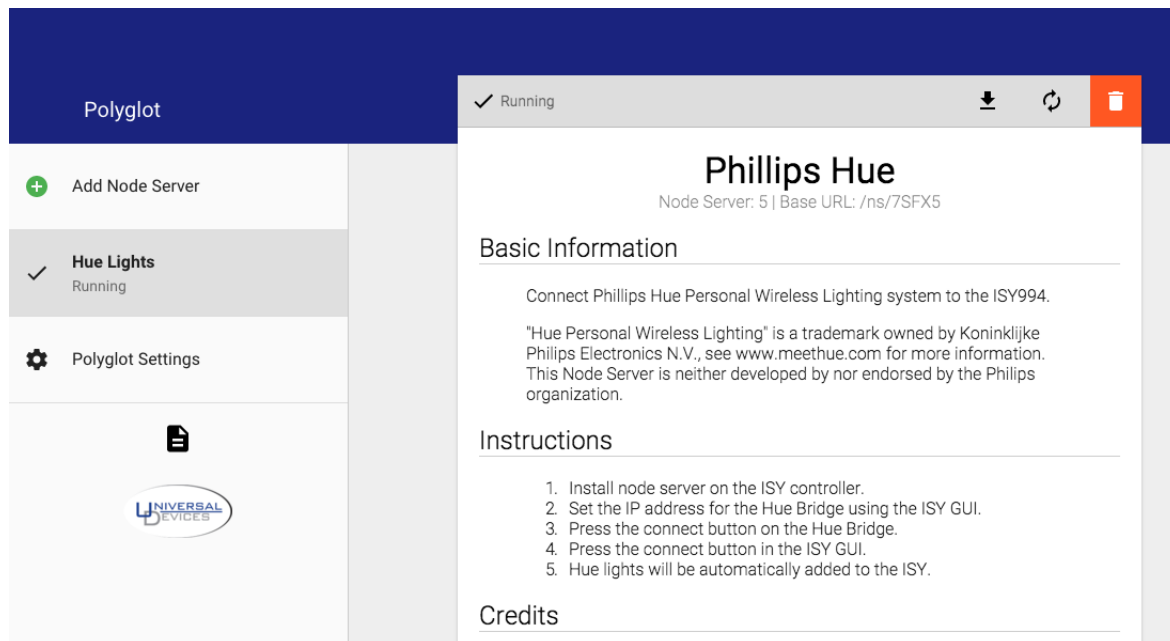 Polyglot
Running
Add Node Server
Phillips Hue
Node Server: 5 | Base URL: /ns/7SFX5
Hue Lights
Running
Basic Information
Connect Phillips Hue Personal Wireless Lighting system to the ISY994.
"Hue Personal Wireless Lighting" is a trademark owned by Koninklijke
Philips Electronics N.V., see www.meethue.com for more information.
This Node Server is neither developed by nor endorsed by the Philips
organization.
Polyglot Settings
Instructions
1. Install node server on the ISY controller.
2. Set the IP address for the Hue Bridge using the ISY GUI.
3. Press the connect button on the Hue Bridge.
4. Press the connect button in the ISY GUI.
5. Hue lights will be automatically added to the ISY.
UNIVERSAL
DEVICES
Credits